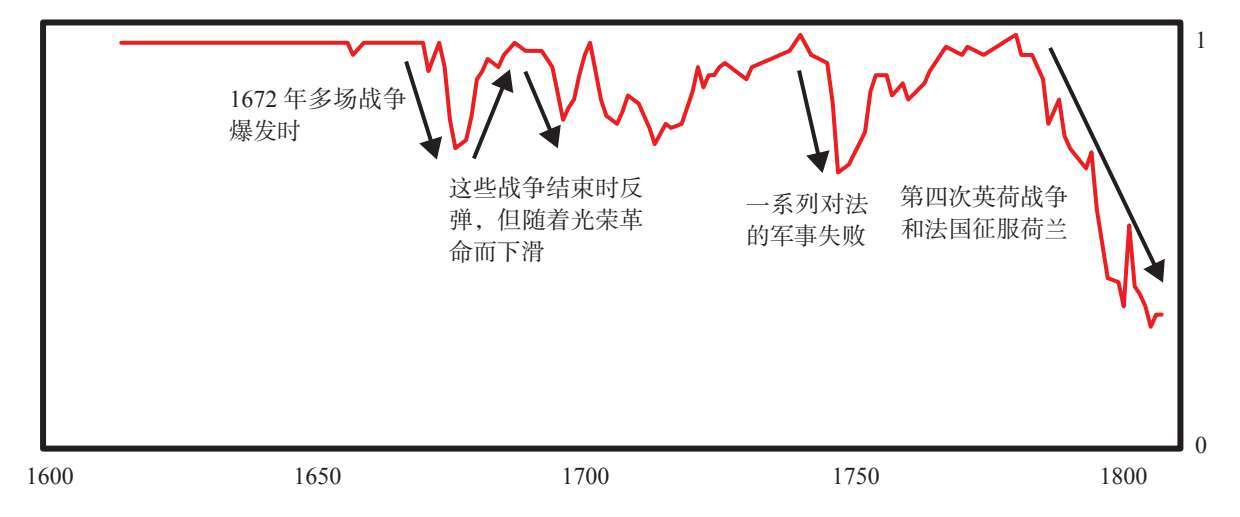 1
1672 年多场战争
爆发时
这些战争结束时反
弹，但随着光荣革
命而下滑
一系列对法
的军事失败
第四次英荷战争
和法国征服荷兰
0
1600
1650
1700
1750
1800